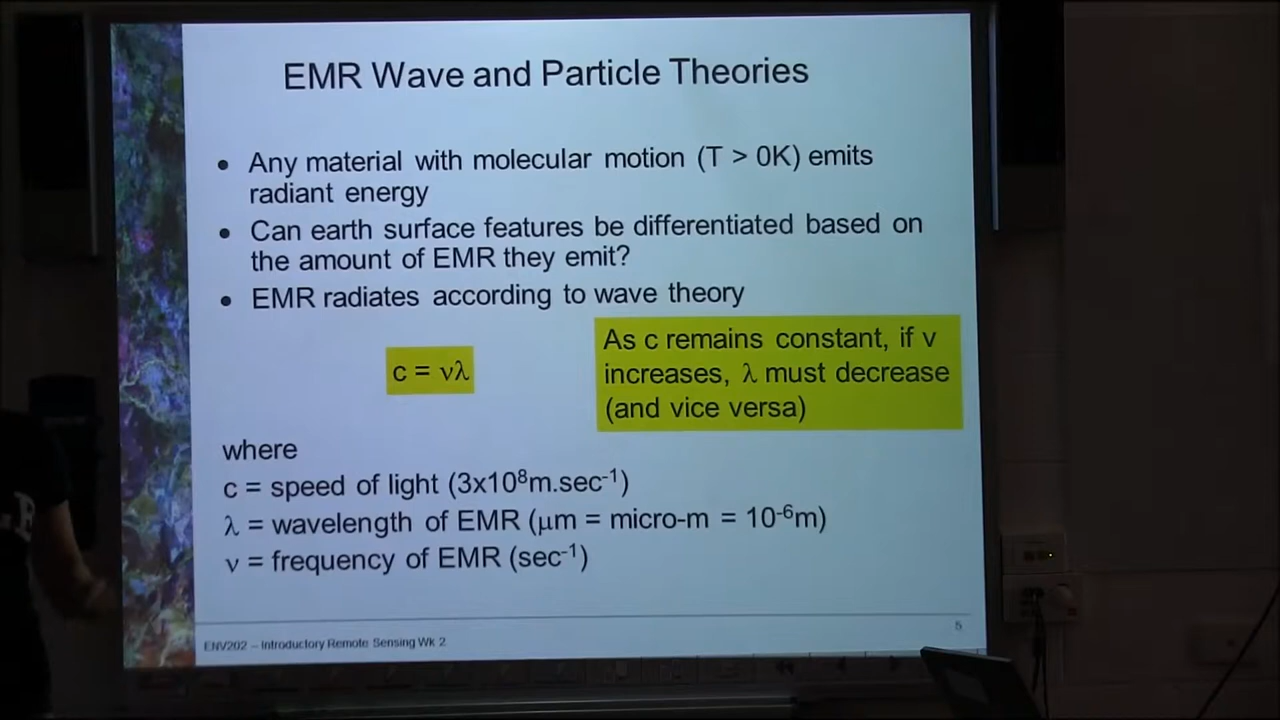 EMR Wave and Particle Theories
• Any material with molecular motion (T > 0K) emits
radiant energy
• Can earth surface features be differentiated based on
the amount of EMR they emit?
• EMR radiates according to wave theory
c = νλ
As c remains constant, if v
increases, λ must decrease
(and vice versa)
where
c = speed of light (3x10⁸m.sec⁻¹)
λ = wavelength of EMR (μm = micro-m = 10⁻⁶m)
ν = frequency of EMR (sec⁻¹)
ENV202 – Introductory Remote Sensing Wk 2
5